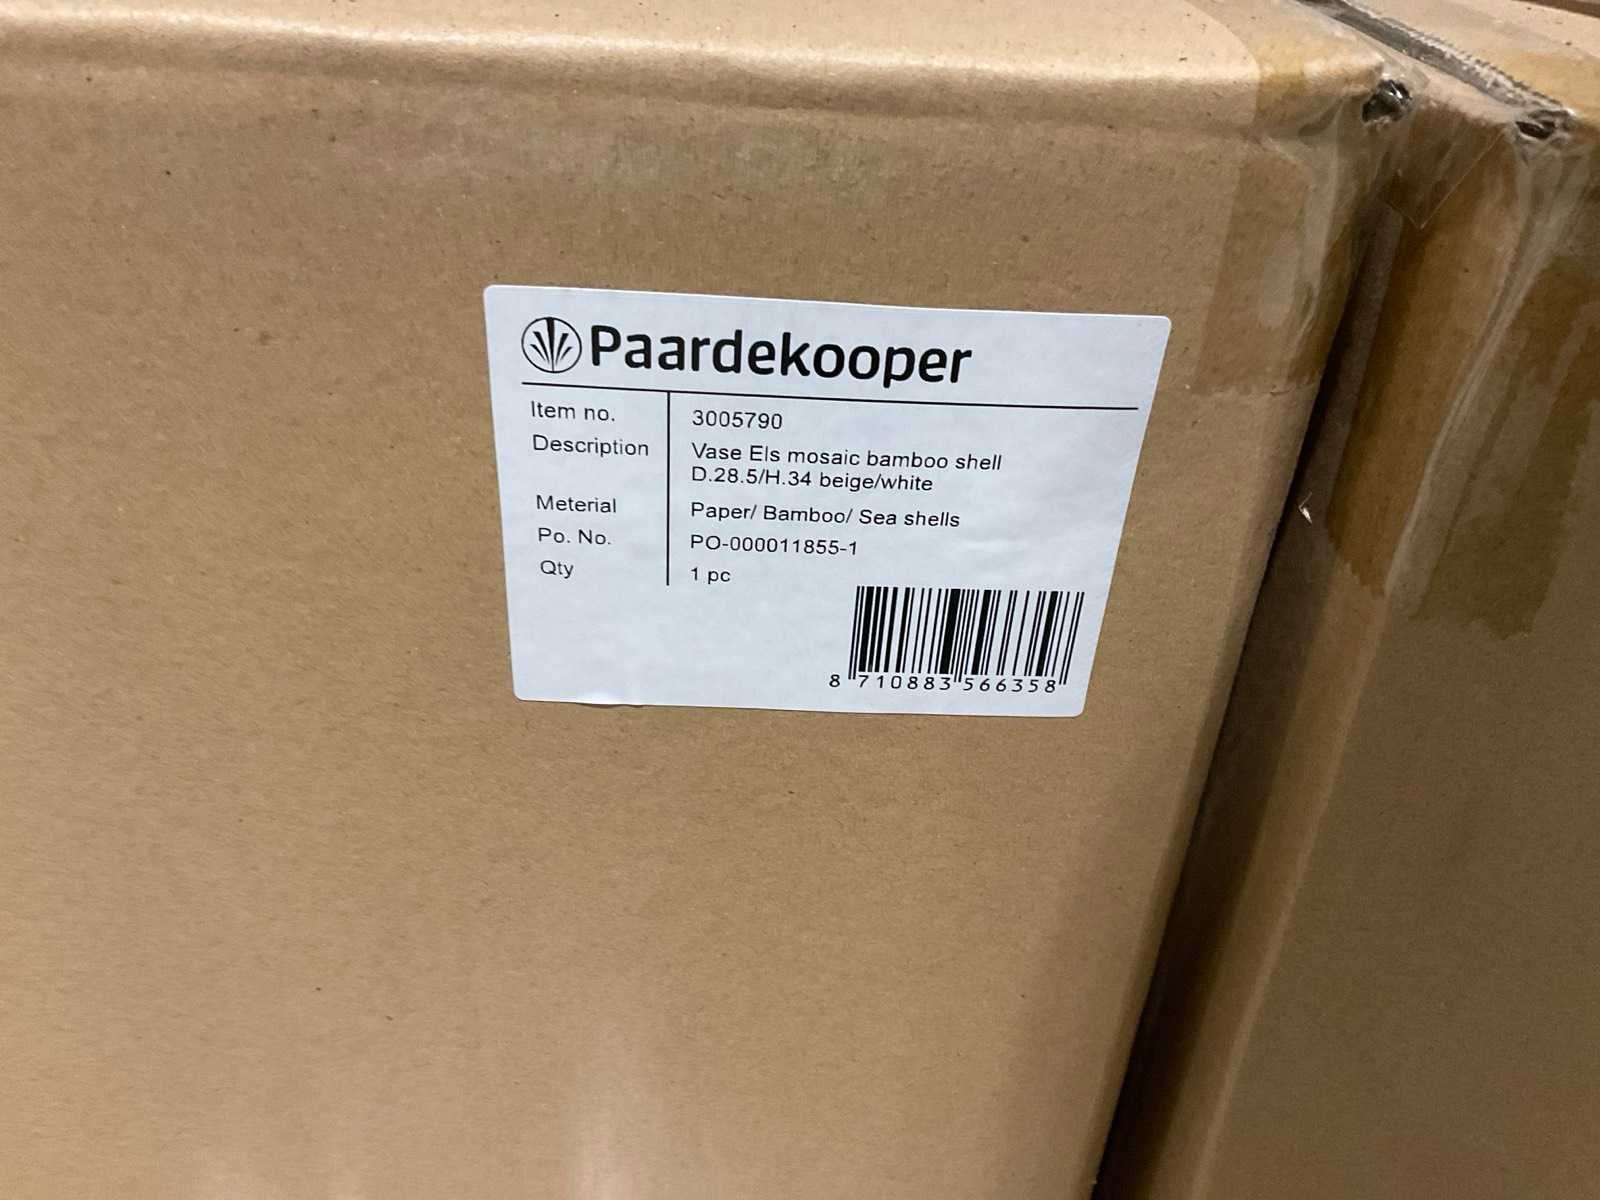 Paardekooper
Item no. 3005790
Description Vase Els mosaic bamboo shell
D.28.5/H.34 beige/white
Meterial Paper/ Bamboo/ Sea shells
Po. No. PO-000011855-1
Qty 1 pc
8 710883 566358